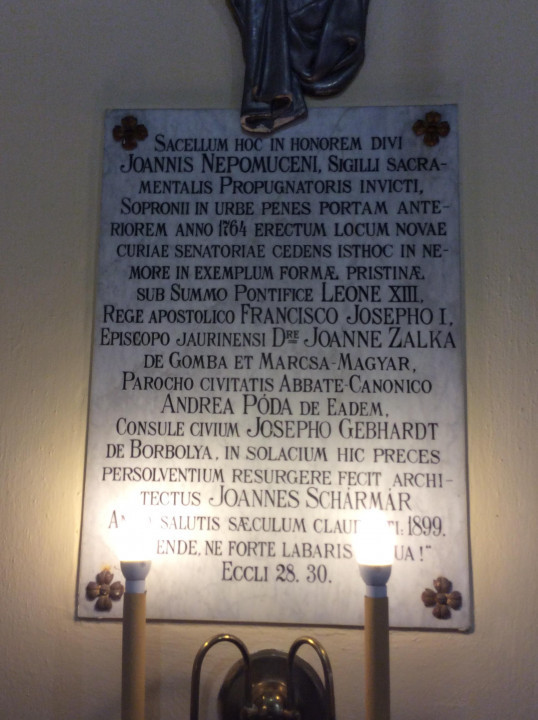 SACELLUM HOC IN HONOREM DIVI
JOANNIS NEPOMUCENI, SIGILLI SACRA-
MENTALIS PROPUGNATORIS INVICTI,
SOPRONII IN URBE PENES PORTAM ANTE-
RIOREM ANNO 1764 ERECTUM LOCUM NOVAE
CURIAE SENATORIAE CEDENS ISTHOC IN NE-
MORE IN EXEMPLUM FORMÆ PRISTINÆ
SUB SUMMO PONTIFICE LEONE XIII.
REGE APOSTOLICO FRANCISCO JOSEPHO I.
EPISCOPO JAURINENSI DRE JOANNE ZALKA
DE GOMBA ET MARCSA-MAGYAR,
PAROCHO CIVITATIS ABBATE-CANONICO
ANDREA PÓDA DE EADEM,
CONSULE CIVIUM JOSEPHO GEBHARDT
DE BORBOLYA, IN SOLACIUM HIC PRECES
PERSOLVENTIUM RESURGERE FECIT ARCHI-
TECTUS JOANNES SCHÁRMÁR
SALUTIS SÆCULUM 1899.
NE FORTE LABARIS !"
ECCLI 28. 30.